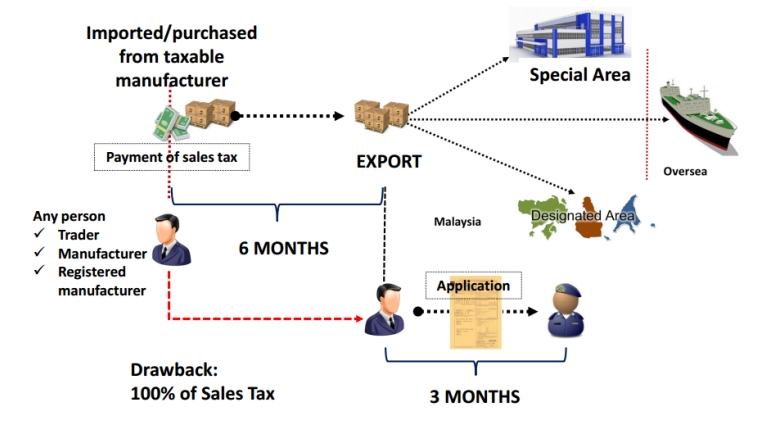 Imported/purchased
from taxable
manufacturer
Special Area
Payment of sales tax
EXPORT
Oversea
Any person
✓ Trader
✓ Manufacturer
✓ Registered
manufacturer
6 MONTHS
Malaysia
Designated Area
Application
Drawback:
100% of Sales Tax
3 MONTHS